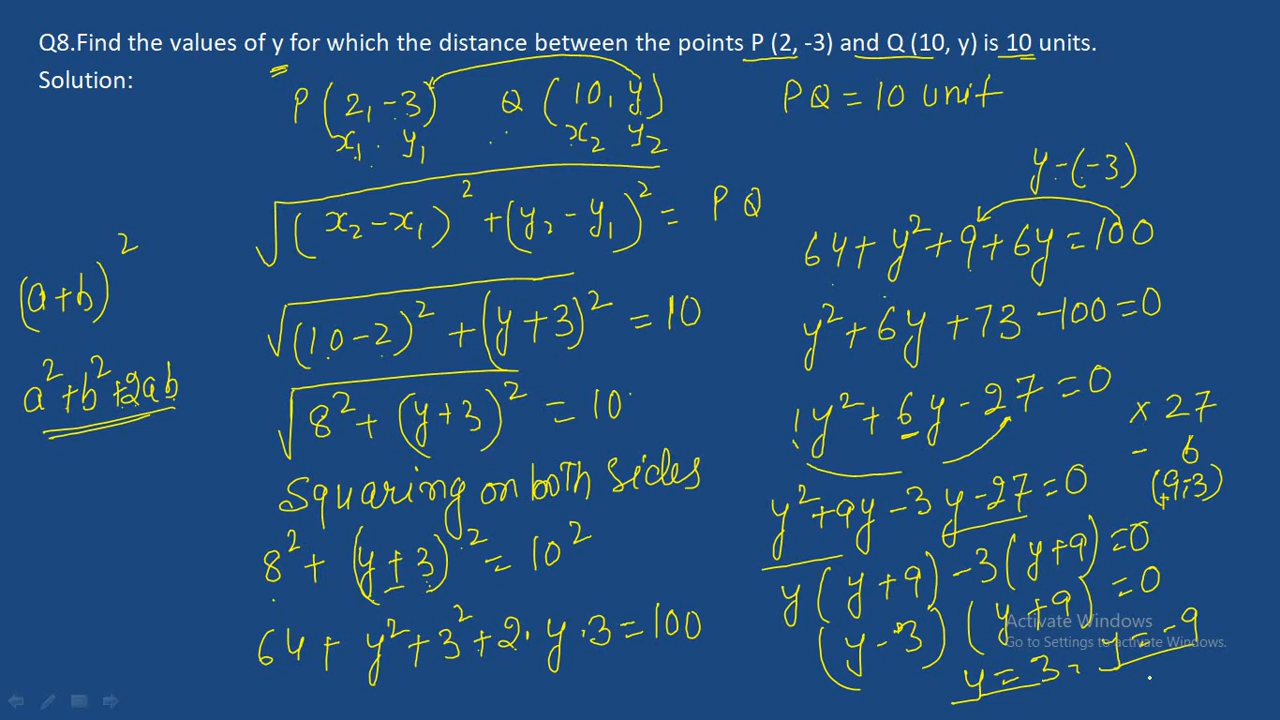 Q8.Find the values of y for which the distance between the points P (2, -3) and Q (10, y) is 10 units.
Solution:
P (2, -3) Q (10, y)
x₁ y₁ x₂ y₂
PQ = 10 unit
√(x₂-x₁)² + (y₂-y₁)² = PQ
√(10-2)² + (y+3)² = 10
√8² + (y+3)² = 10
Squaring on both sides
8² + (y+3)² = 10²
64 + y² + 3² + 2. y .3 = 100
(a+b)²
a²+b²+2ab
y-(-3)
64 + y² + 9 + 6y = 100
y² + 6y + 73 - 100 = 0
1y² + 6y - 27 = 0
× 27
- 6
(9,-3)
+
y² + 9y - 3y - 27 = 0
y(y+9) - 3(y+9) = 0
(y-3) (y+9) = 0
y = 3, y = -9
Activate Windows
Go to Settings to activate Windows.